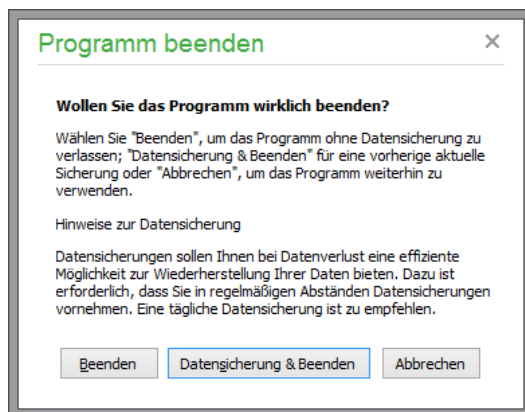 Programm beenden
Wollen Sie das Programm wirklich beenden?
Wählen Sie "Beenden", um das Programm ohne Datensicherung zu
verlassen; "Datensicherung & Beenden" für eine vorherige aktuelle
Sicherung oder "Abbrechen", um das Programm weiterhin zu
verwenden.
Hinweise zur Datensicherung
Datensicherungen sollen Ihnen bei Datenverlust eine effiziente
Möglichkeit zur Wiederherstellung Ihrer Daten bieten. Dazu ist
erforderlich, dass Sie in regelmäßigen Abständen Datensicherungen
vornehmen. Eine tägliche Datensicherung ist zu empfehlen.
Beenden Datensicherung & Beenden Abbrechen